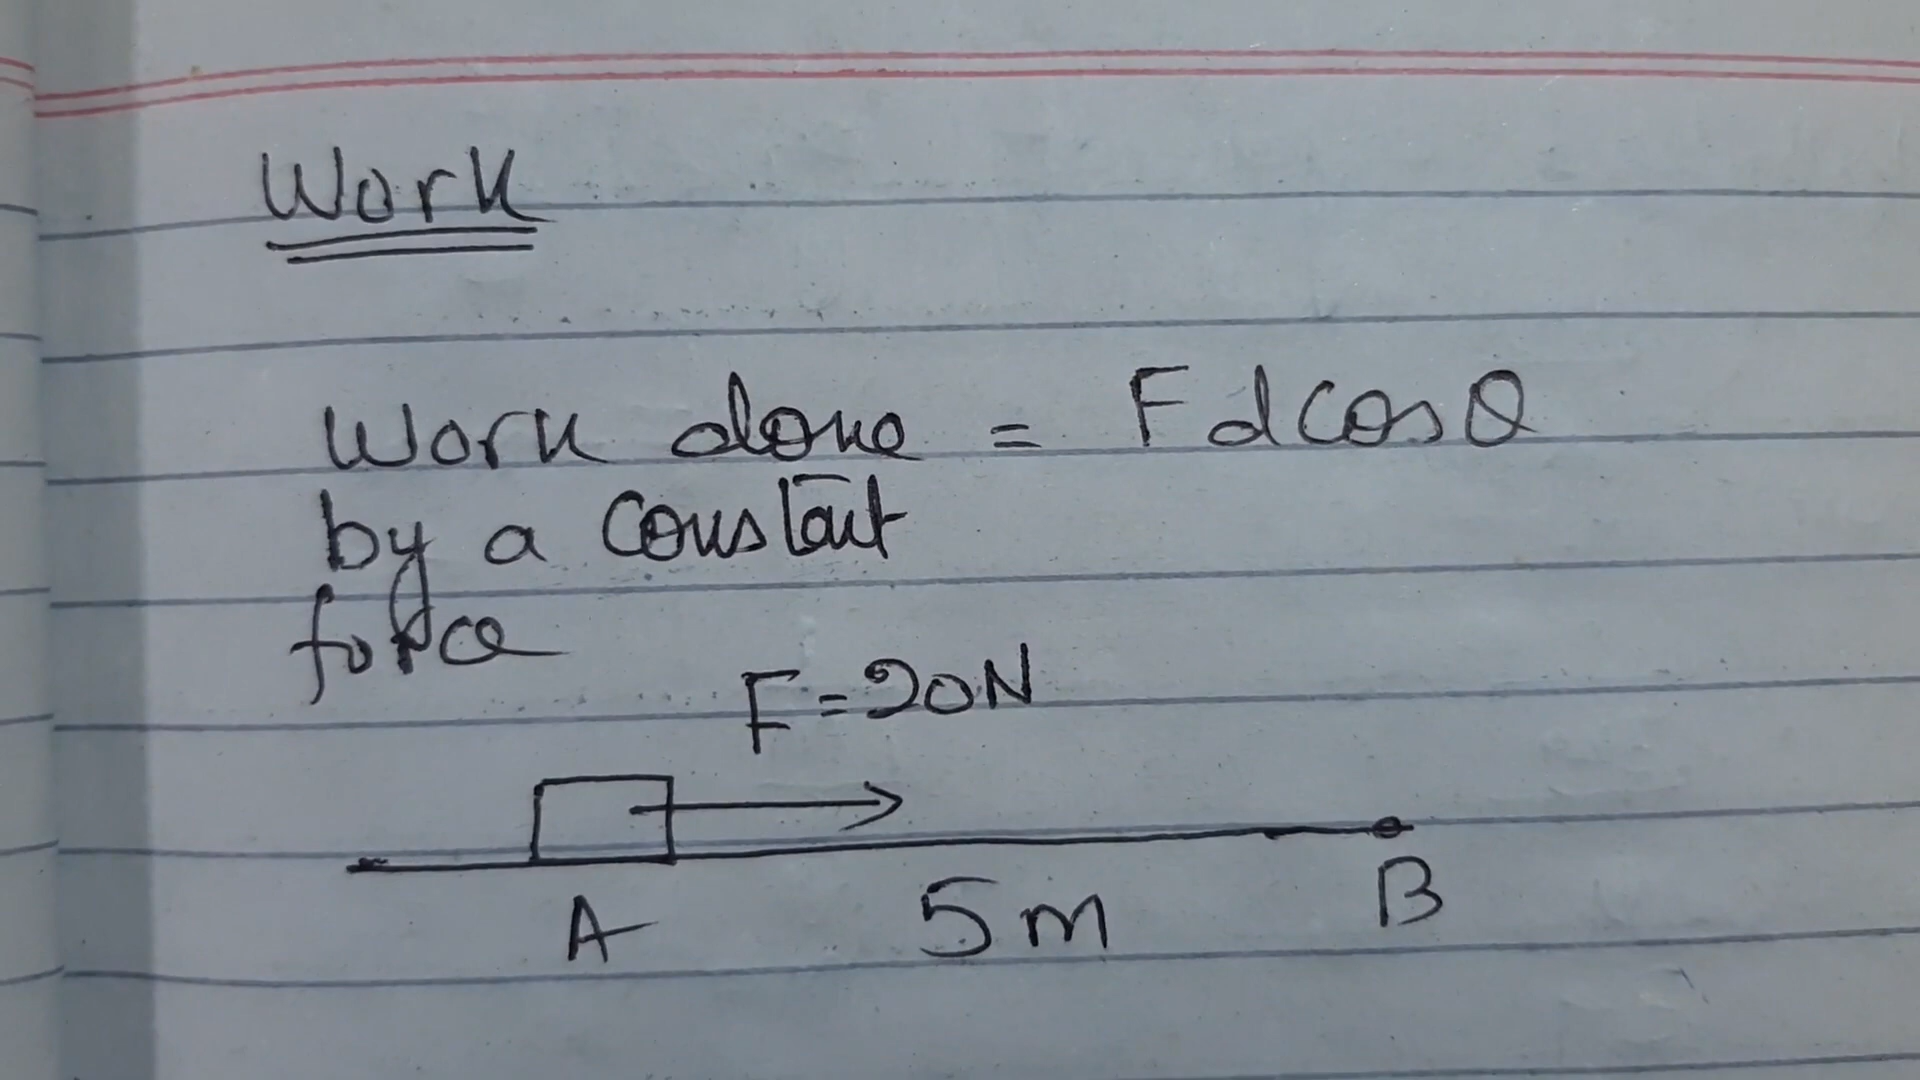 Work
Work done = F d cos θ
by a constant
force
F = 20N
A 5 m B